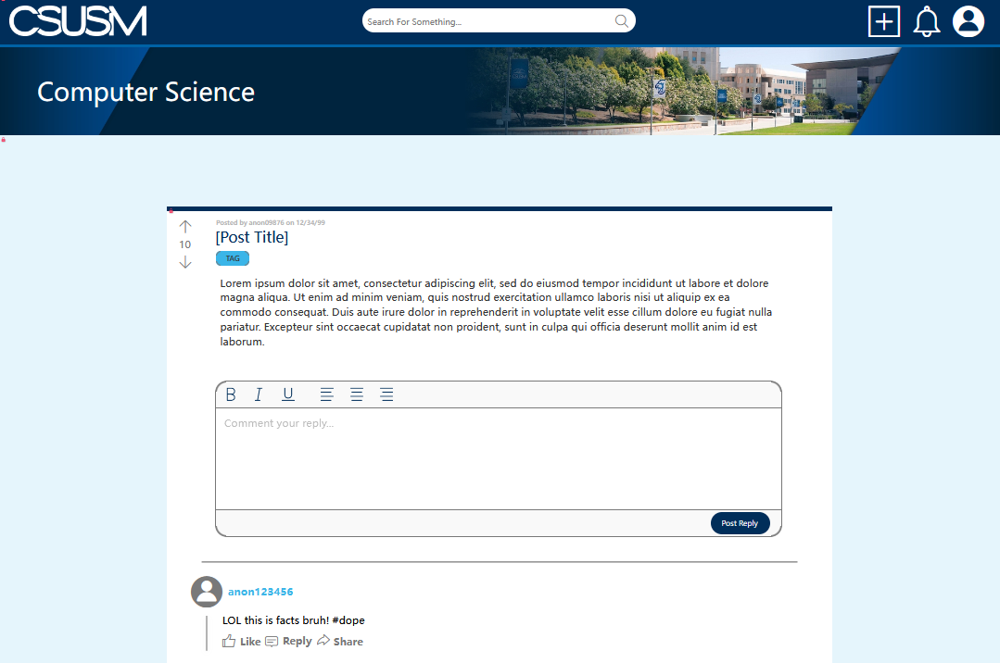 CSUSM
Search For Something...
Computer Science
Posted by anon09876 on 12/34/99
[Post Title]
10
TAG
Lorem ipsum dolor sit amet, consectetur adipiscing elit, sed do eiusmod tempor incididunt ut labore et dolore
magna aliqua. Ut enim ad minim veniam, quis nostrud exercitation ullamco laboris nisi ut aliquip ex ea
commodo consequat. Duis aute irure dolor in reprehenderit in voluptate velit esse cillum dolore eu fugiat nulla
pariatur. Excepteur sint occaecat cupidatat non proident, sunt in culpa qui officia deserunt mollit anim id est
laborum.
B I U
Comment your reply...
Post Reply
anon123456
LOL this is facts bruh! #dope
Like Reply Share